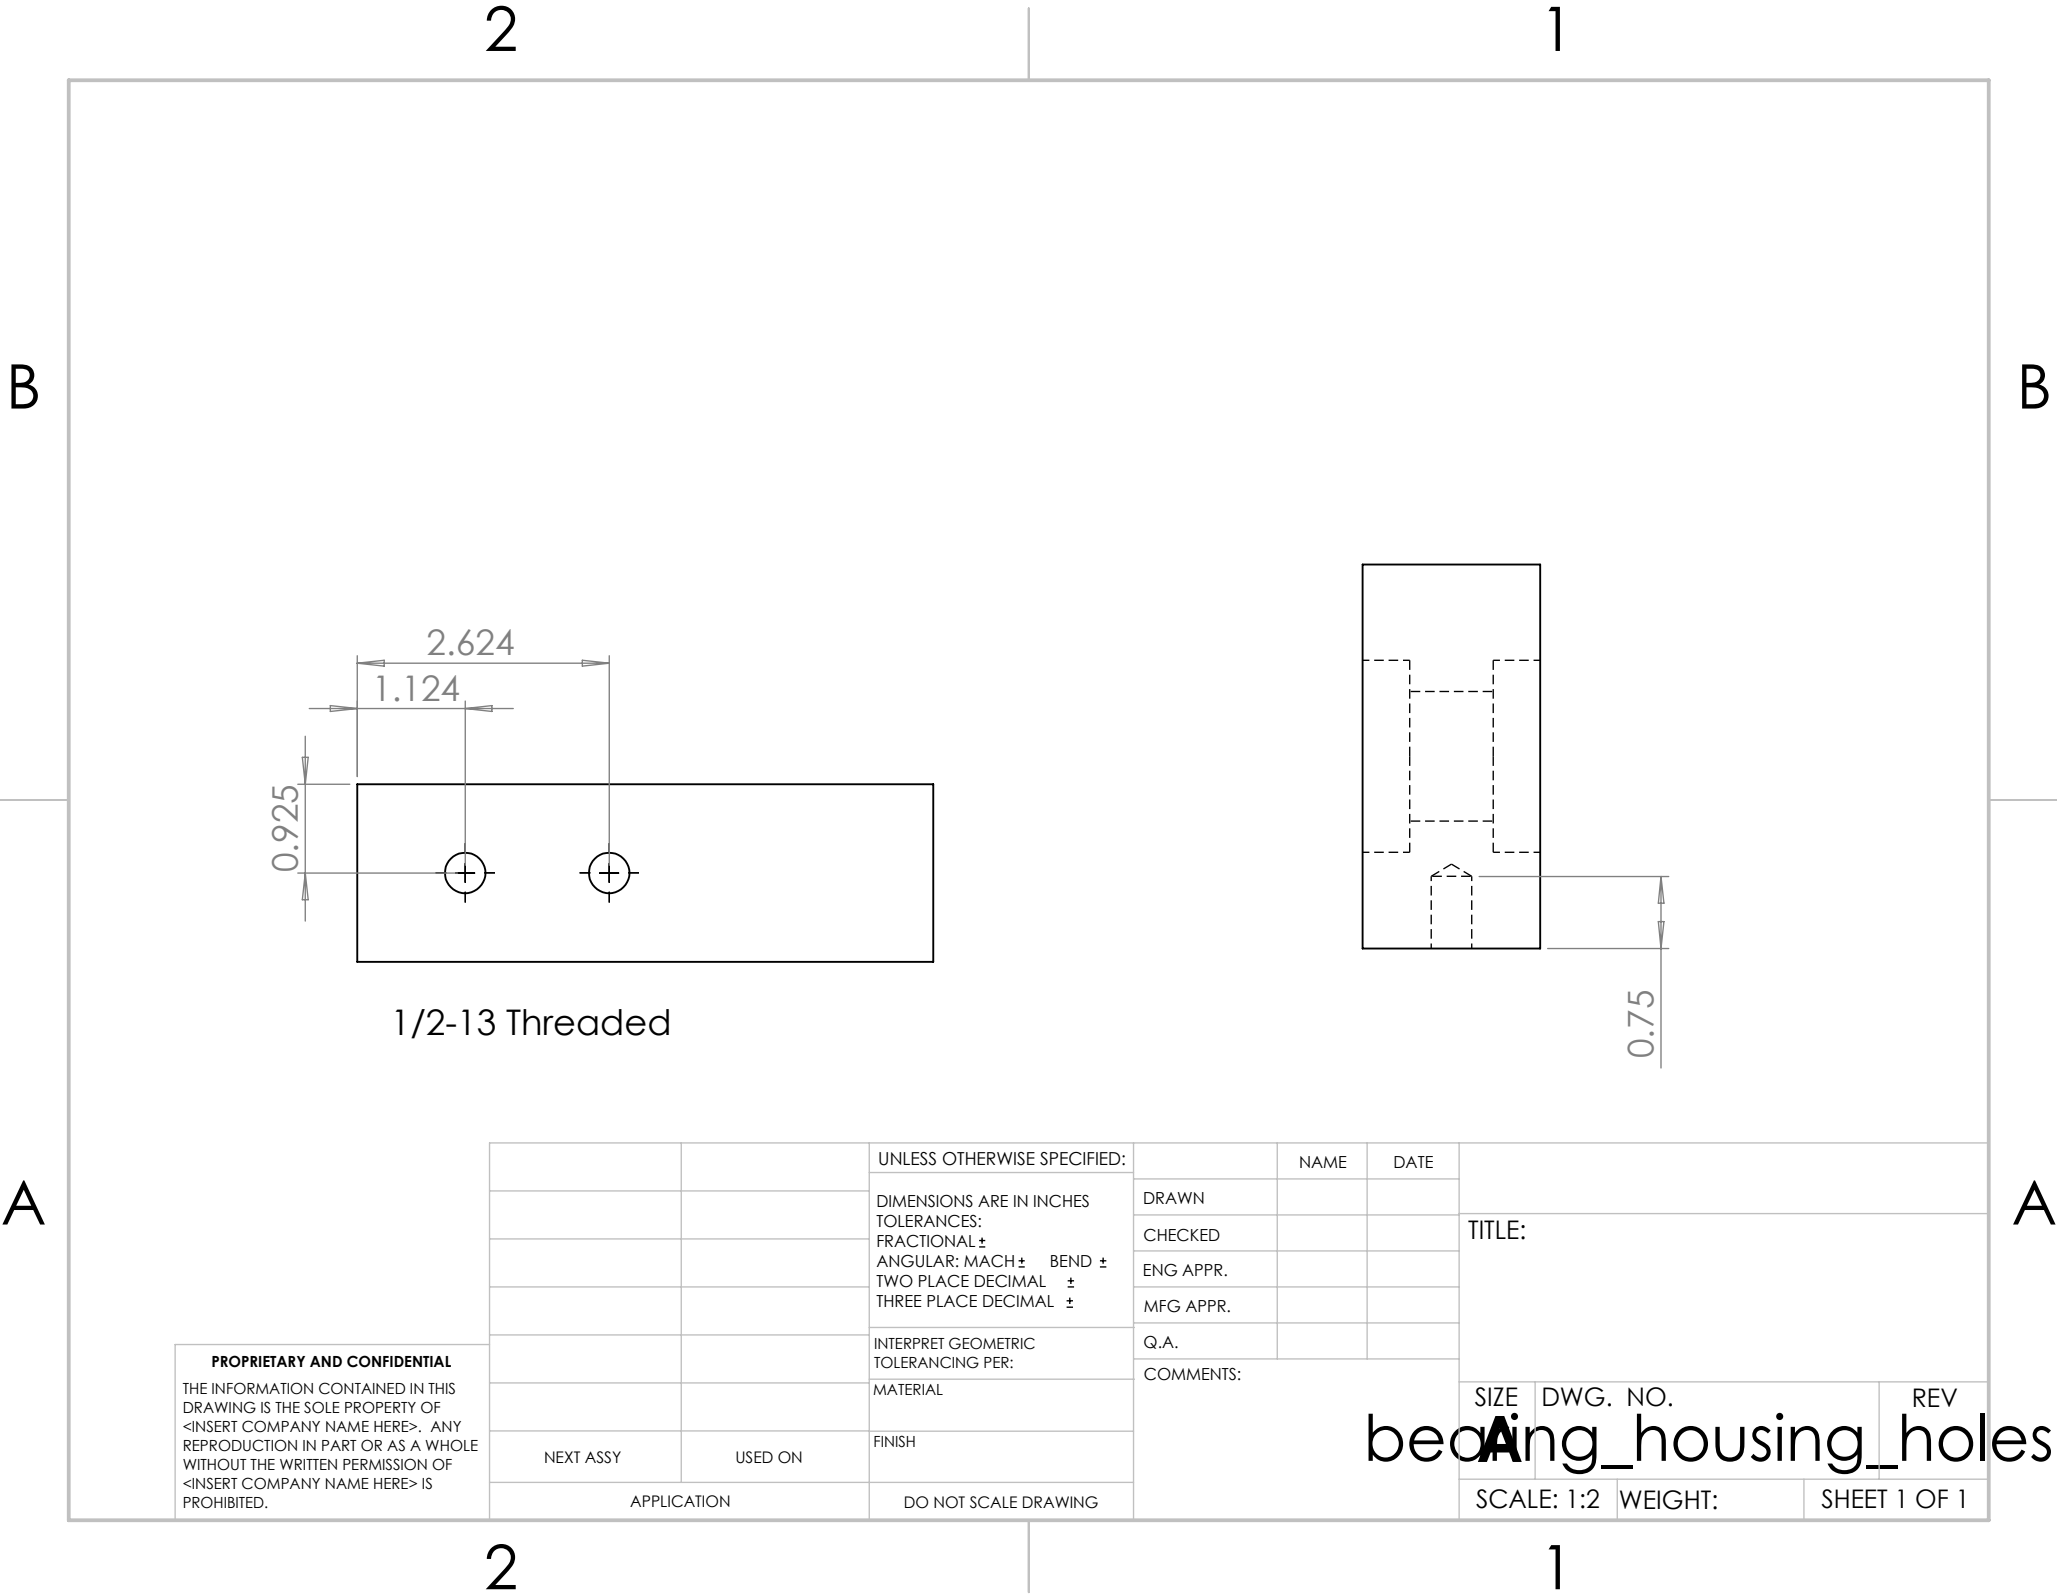 2
1
B
B
2.624
1.124
0.925
1/2-13 Threaded
0.75
A
A
UNLESS OTHERWISE SPECIFIED:
DIMENSIONS ARE IN INCHES
TOLERANCES:
FRACTIONAL ±
ANGULAR: MACH ± BEND ±
TWO PLACE DECIMAL ±
THREE PLACE DECIMAL ±
INTERPRET GEOMETRIC
TOLERANCING PER:
MATERIAL
FINISH
DO NOT SCALE DRAWING
NAME DATE
DRAWN
CHECKED
ENG APPR.
MFG APPR.
Q.A.
COMMENTS:
TITLE:
SIZE DWG. NO. REV
A
bearing_housing_holes
SCALE: 1:2 WEIGHT: SHEET 1 OF 1
PROPRIETARY AND CONFIDENTIAL
THE INFORMATION CONTAINED IN THIS
DRAWING IS THE SOLE PROPERTY OF
<INSERT COMPANY NAME HERE>. ANY
REPRODUCTION IN PART OR AS A WHOLE
WITHOUT THE WRITTEN PERMISSION OF
<INSERT COMPANY NAME HERE> IS
PROHIBITED.
NEXT ASSY USED ON
APPLICATION
2
1